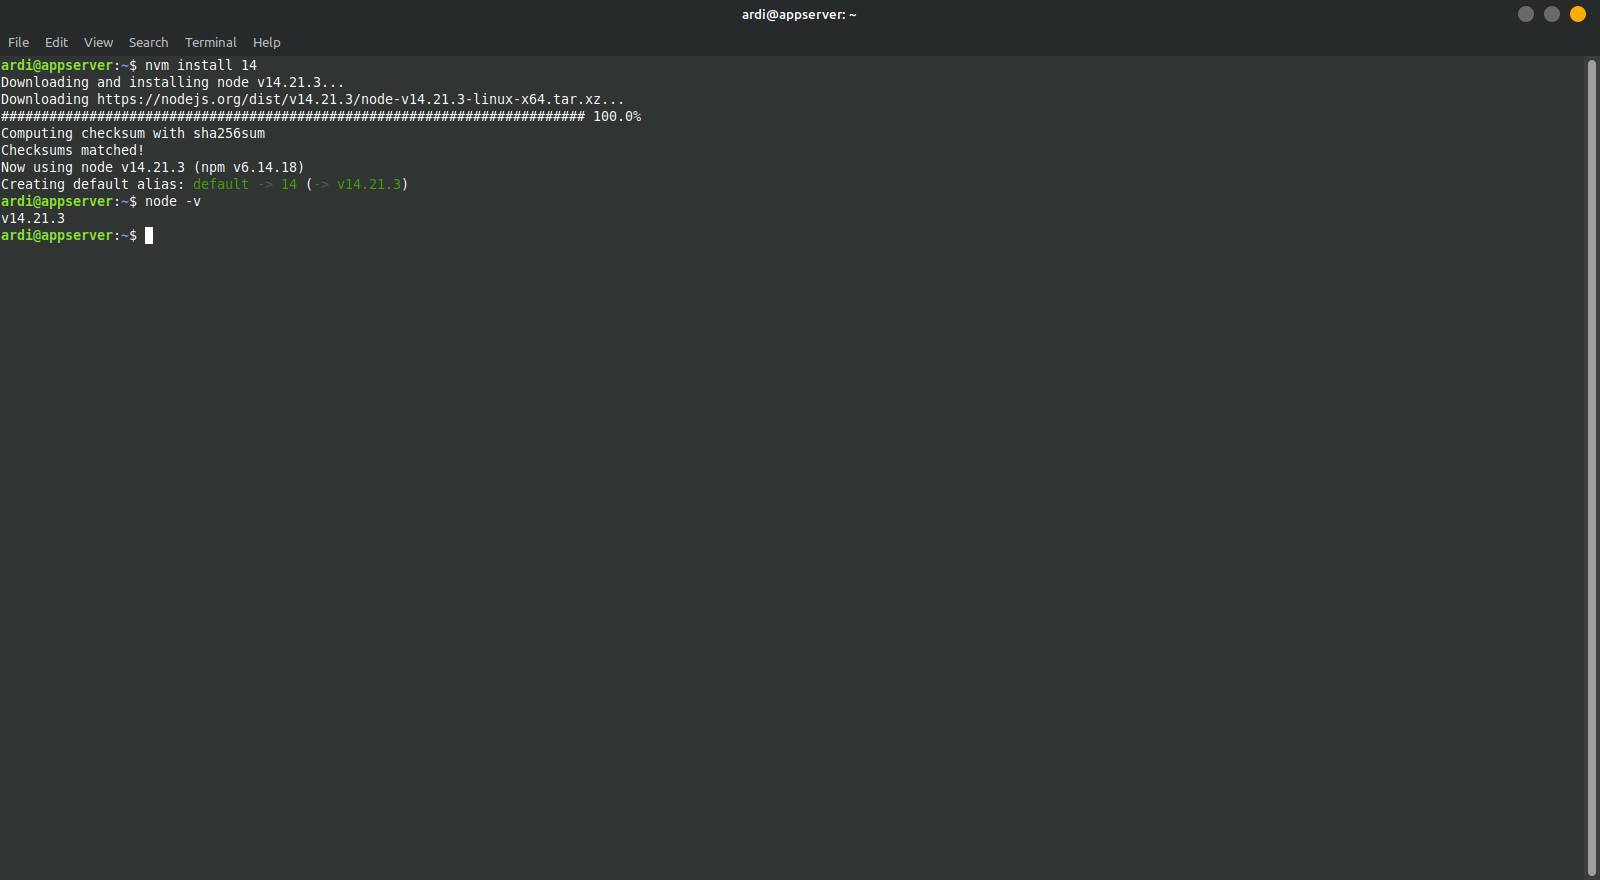 ardi@appserver: ~
File Edit View Search Terminal Help
ardi@appserver:~$ nvm install 14
Downloading and installing node v14.21.3...
Downloading https://nodejs.org/dist/v14.21.3/node-v14.21.3-linux-x64.tar.xz...
######################################################################### 100.0%
Computing checksum with sha256sum
Checksums matched!
Now using node v14.21.3 (npm v6.14.18)
Creating default alias: default -> 14 (-> v14.21.3)
ardi@appserver:~$ node -v
v14.21.3
ardi@appserver:~$